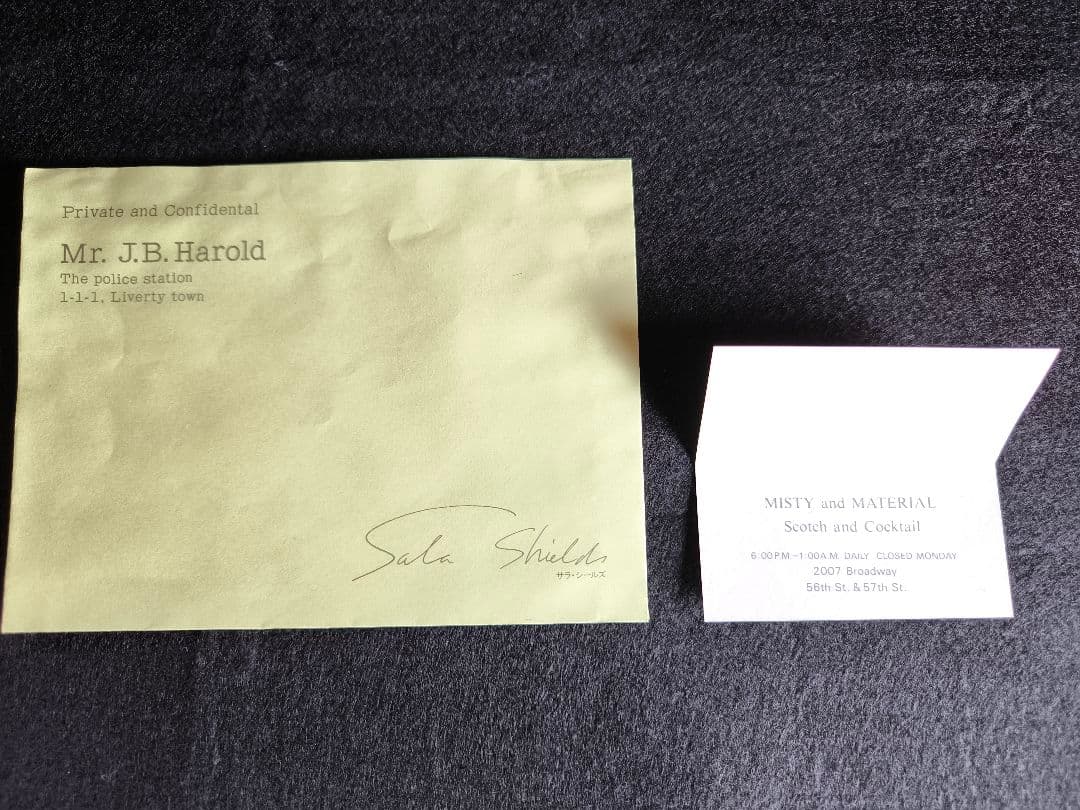 Private and Confidental
Mr. J.B. Harold
The police station
1-1-1, Liverty town
Sala Shields
サラ・シールズ
MISTY and MATERIAL
Scotch and Cocktail
6:00P.M.-1:00A.M. DAILY CLOSED MONDAY
2007 Broadway
56th St. & 57th St.